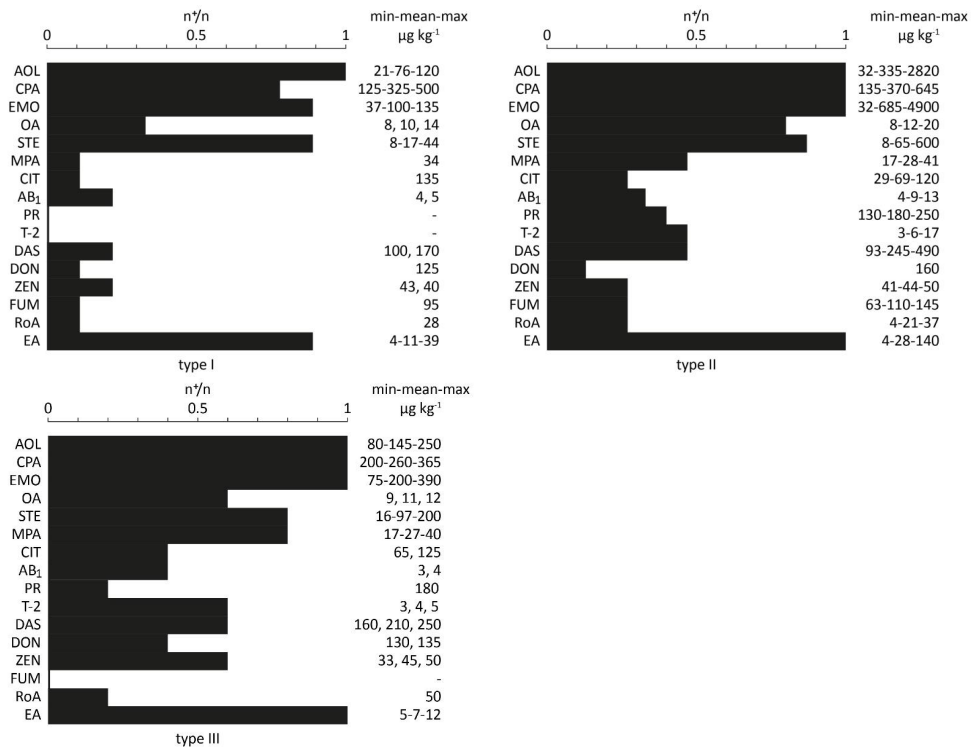 n⁺/n min-mean-max
0 0.5 1 µg kg⁻¹
AOL 21-76-120
CPA 125-325-500
EMO 37-100-135
OA 8, 10, 14
STE 8-17-44
MPA 34
CIT 135
AB₁ 4, 5
PR -
T-2 -
DAS 100, 170
DON 125
ZEN 43, 40
FUM 95
RoA 28
EA 4-11-39
type I
n⁺/n min-mean-max
0 0.5 1 µg kg⁻¹
AOL 32-335-2820
CPA 135-370-645
EMO 32-685-4900
OA 8-12-20
STE 8-65-600
MPA 17-28-41
CIT 29-69-120
AB₁ 4-9-13
PR 130-180-250
T-2 3-6-17
DAS 93-245-490
DON 160
ZEN 41-44-50
FUM 63-110-145
RoA 4-21-37
EA 4-28-140
type II
n⁺/n min-mean-max
0 0.5 1 µg kg⁻¹
AOL 80-145-250
CPA 200-260-365
EMO 75-200-390
OA 9, 11, 12
STE 16-97-200
MPA 17-27-40
CIT 65, 125
AB₁ 3, 4
PR 180
T-2 3, 4, 5
DAS 160, 210, 250
DON 130, 135
ZEN 33, 45, 50
FUM -
RoA 50
EA 5-7-12
type III